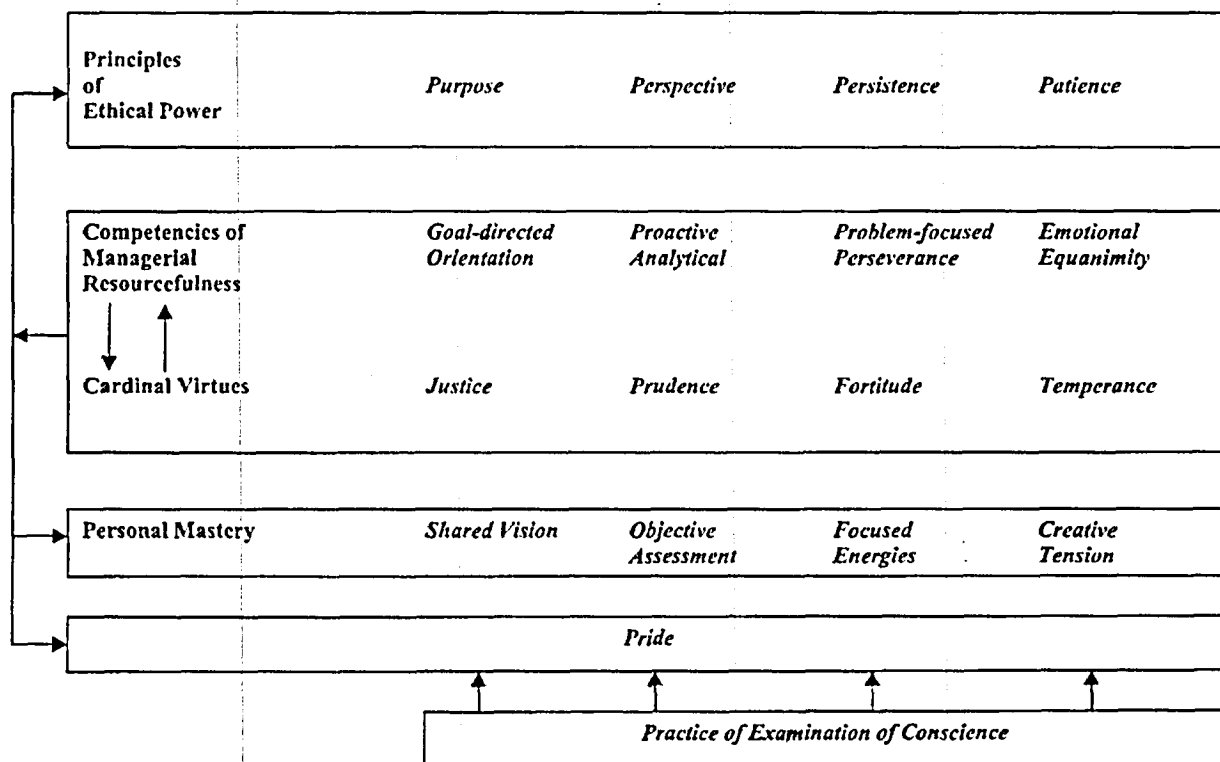 Principles
of
Ethical Power
Purpose Perspective Persistence Patience
Competencies of
Managerial
Resourcefulness
Goal-directed Orientation
Proactive Analytical
Problem-focused Perseverance
Emotional Equanimity
Cardinal Virtues Justice Prudence Fortitude Temperance
Personal Mastery Shared Vision Objective Assessment Focused Energies Creative Tension
Pride
Practice of Examination of Conscience